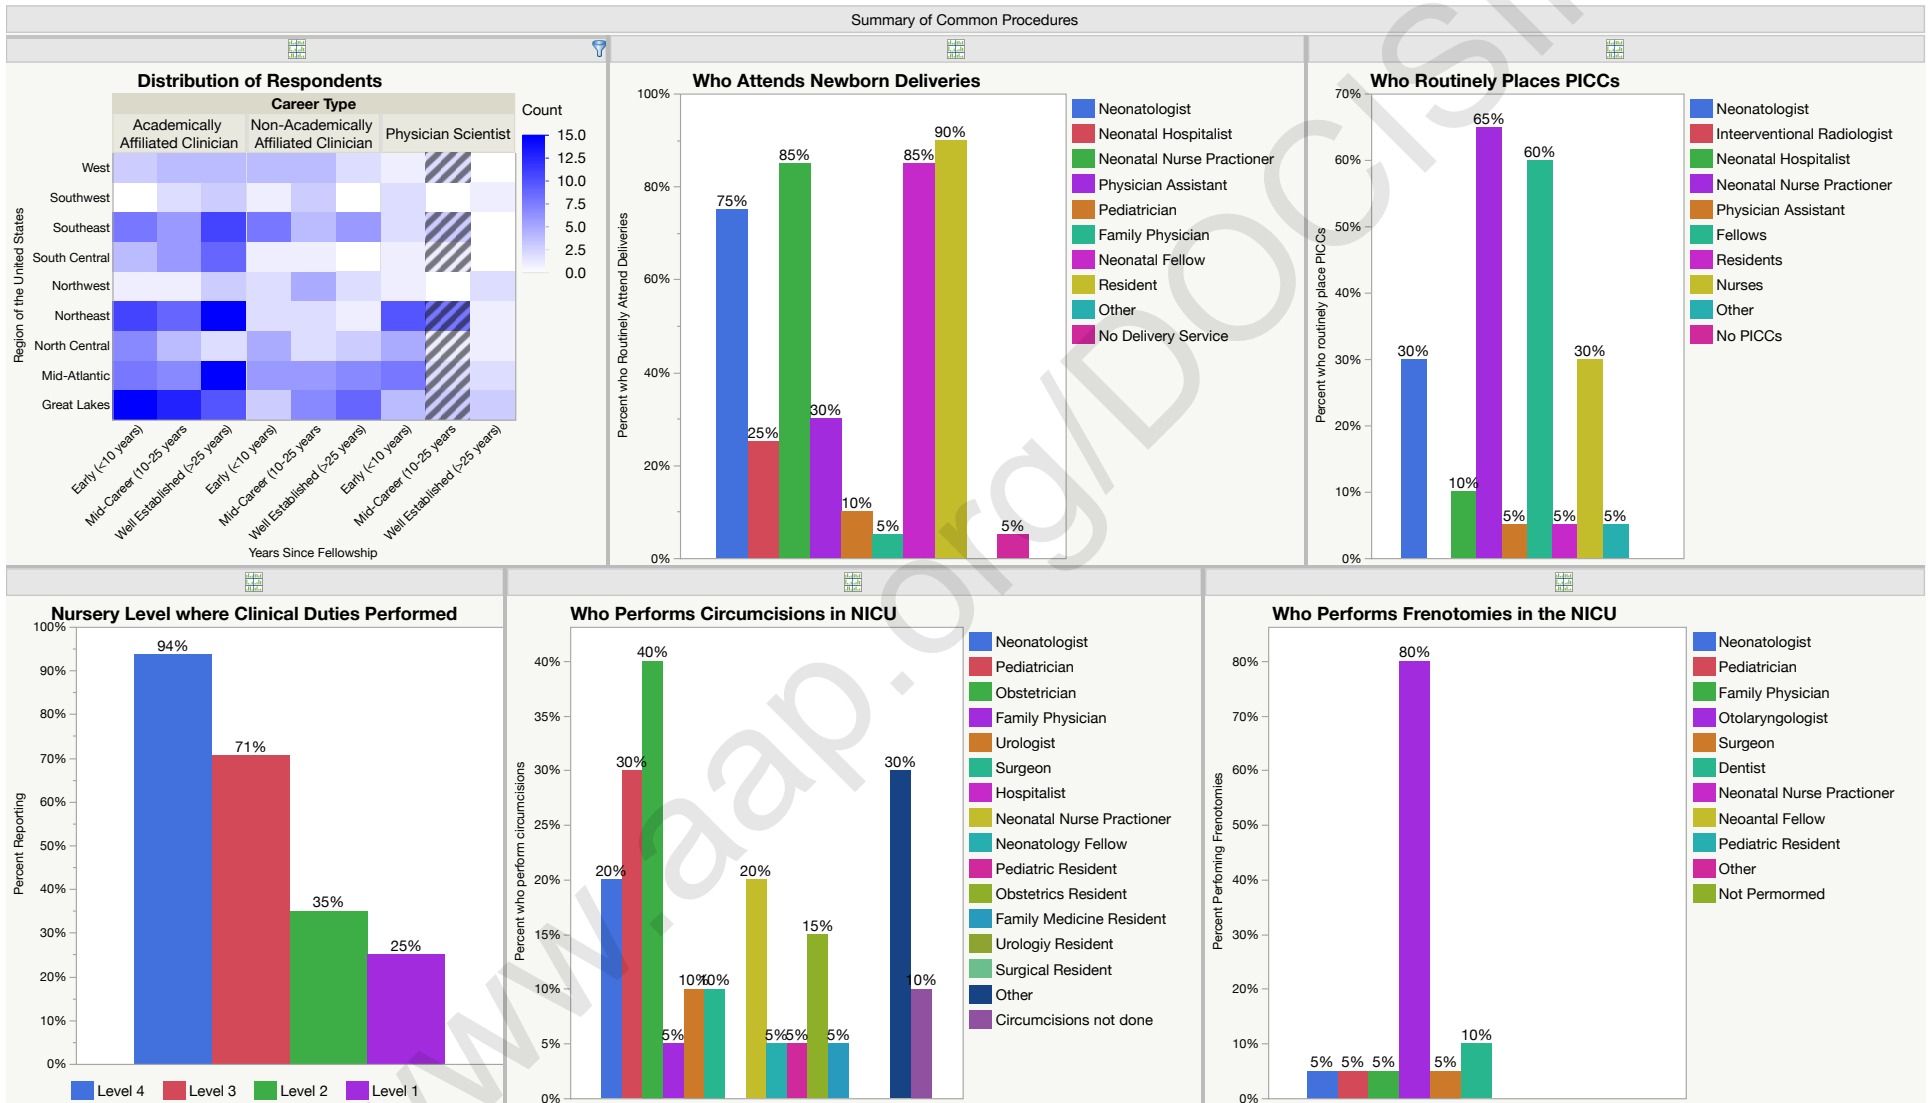 Summary of Common Procedures
Distribution of Respondents
Career Type
Academically Affiliated Clinician
Non-Academically Affiliated Clinician
Physician Scientist
Count
15.0
12.5
10.0
7.5
5.0
2.5
0.0
Region of the United States
West
Southwest
Southeast
South Central
Northwest
Northeast
North Central
Mid-Atlantic
Great Lakes
Early (<10 years)
Mid-Career (10-25 years
Well Established (>25 years)
Early (<10 years)
Mid-Career (10-25 years
Well Established (>25 years)
Early (<10 years)
Mid-Career (10-25 years
Well Established (>25 years)
Years Since Fellowship
Who Attends Newborn Deliveries
Percent who Routinely Attend Deliveries
100%
80%
60%
40%
20%
0%
75%
25%
85%
30%
10%
5%
85%
90%
5%
Neonatologist
Neonatal Hospitalist
Neonatal Nurse Practioner
Physician Assistant
Pediatrician
Family Physician
Neonatal Fellow
Resident
Other
No Delivery Service
Who Routinely Places PICCs
Percent who routinely place PICCs
70%
60%
50%
40%
30%
20%
10%
0%
30%
10%
65%
5%
60%
5%
30%
5%
Neonatologist
Inteerventional Radiologist
Neonatal Hospitalist
Neonatal Nurse Practioner
Physician Assistant
Fellows
Residents
Nurses
Other
No PICCs
Nursery Level where Clinical Duties Performed
Percent Reporting
100%
90%
80%
70%
60%
50%
40%
30%
20%
10%
0%
94%
71%
35%
25%
Level 4
Level 3
Level 2
Level 1
Who Performs Circumcisions in NICU
Percent who perform circumcisions
40%
35%
30%
25%
20%
15%
10%
5%
0%
20%
30%
40%
5%
10%
10%
20%
5%
5%
15%
5%
30%
10%
Neonatologist
Pediatrician
Obstetrician
Family Physician
Urologist
Surgeon
Hospitalist
Neonatal Nurse Practioner
Neonatology Fellow
Pediatric Resident
Obstetrics Resident
Family Medicine Resident
Urologiy Resident
Surgical Resident
Other
Circumcisions not done
Who Performs Frenotomies in the NICU
Percent Performing Frenotomies
80%
70%
60%
50%
40%
30%
20%
10%
0%
5%
5%
5%
80%
5%
10%
Neonatologist
Pediatrician
Family Physician
Otolaryngologist
Surgeon
Dentist
Neonatal Nurse Practioner
Neoantal Fellow
Pediatric Resident
Other
Not Permormed